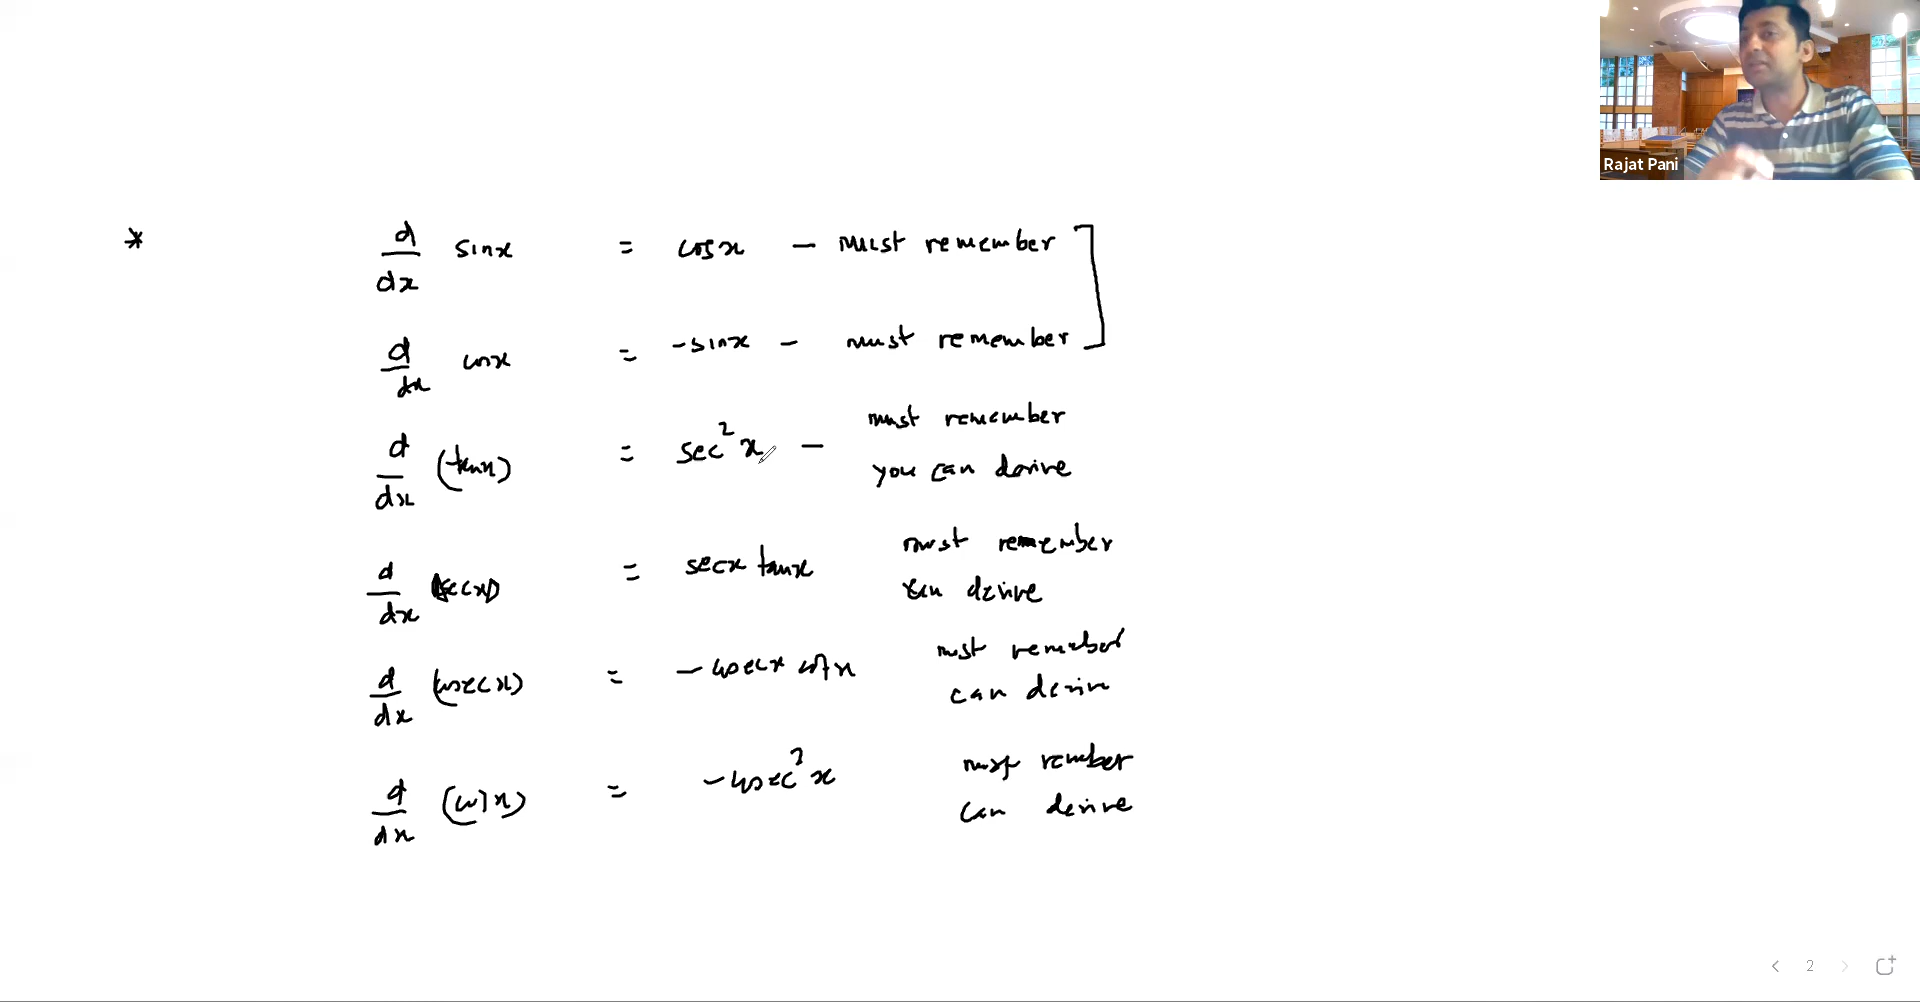 Rajat Pani
* d/dx sinx = cosx – must remember
d/dx cosx = -sinx – must remember
d/dx (tanx) = sec²x – must remember
you can derive
d/dx (secx) = secx tanx must remember
can derive
d/dx (cosecx) = – cosecx cotx must remember
can derive
d/dx (cotx) = – cosec²x must remember
can derive
2